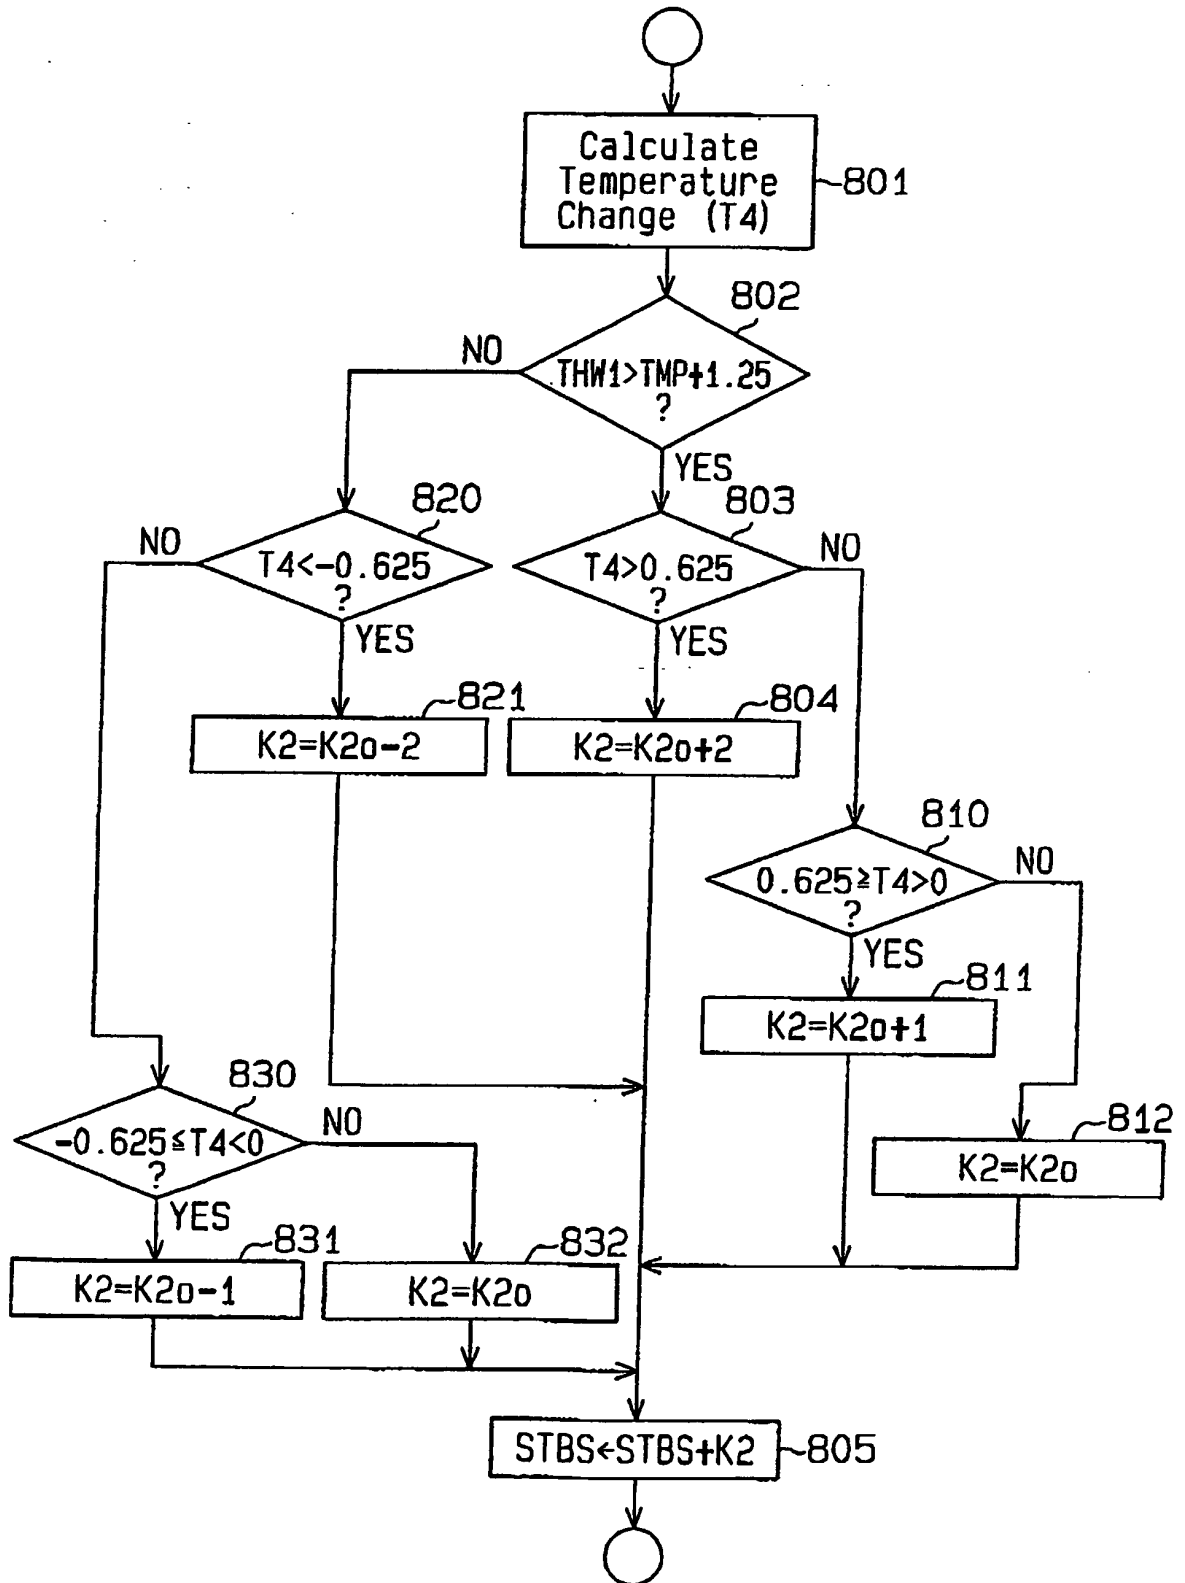 Calculate
Temperature
Change (T4)
801
802
THW1>TMP+1.25
?
NO
YES
820
T4<-0.625
?
NO
YES
803
T4>0.625
?
NO
YES
821
K2=K2o-2
804
K2=K2o+2
810
0.625≧T4>0
?
NO
YES
811
K2=K2o+1
812
K2=K2o
830
-0.625≦T4<0
?
NO
YES
831
K2=K2o-1
832
K2=K2o
STBS←STBS+K2
805